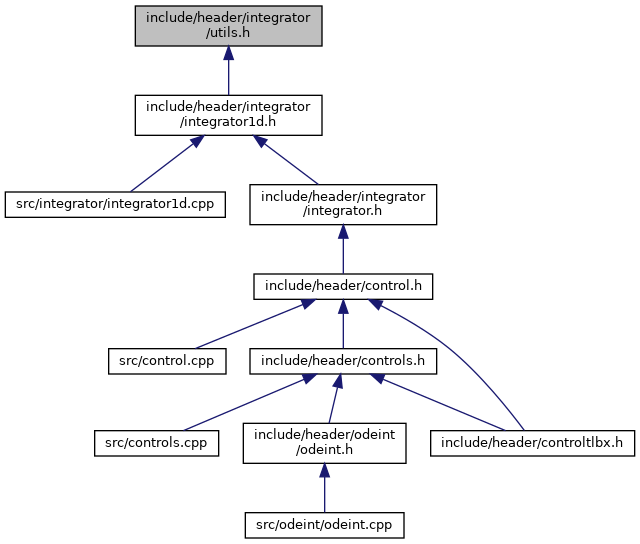 include/header/integrator
/utils.h
include/header/integrator
/integrator1d.h
src/integrator/integrator1d.cpp
include/header/integrator
/integrator.h
include/header/control.h
src/control.cpp
include/header/controls.h
src/controls.cpp
include/header/odeint
/odeint.h
include/header/controltlbx.h
src/odeint/odeint.cpp